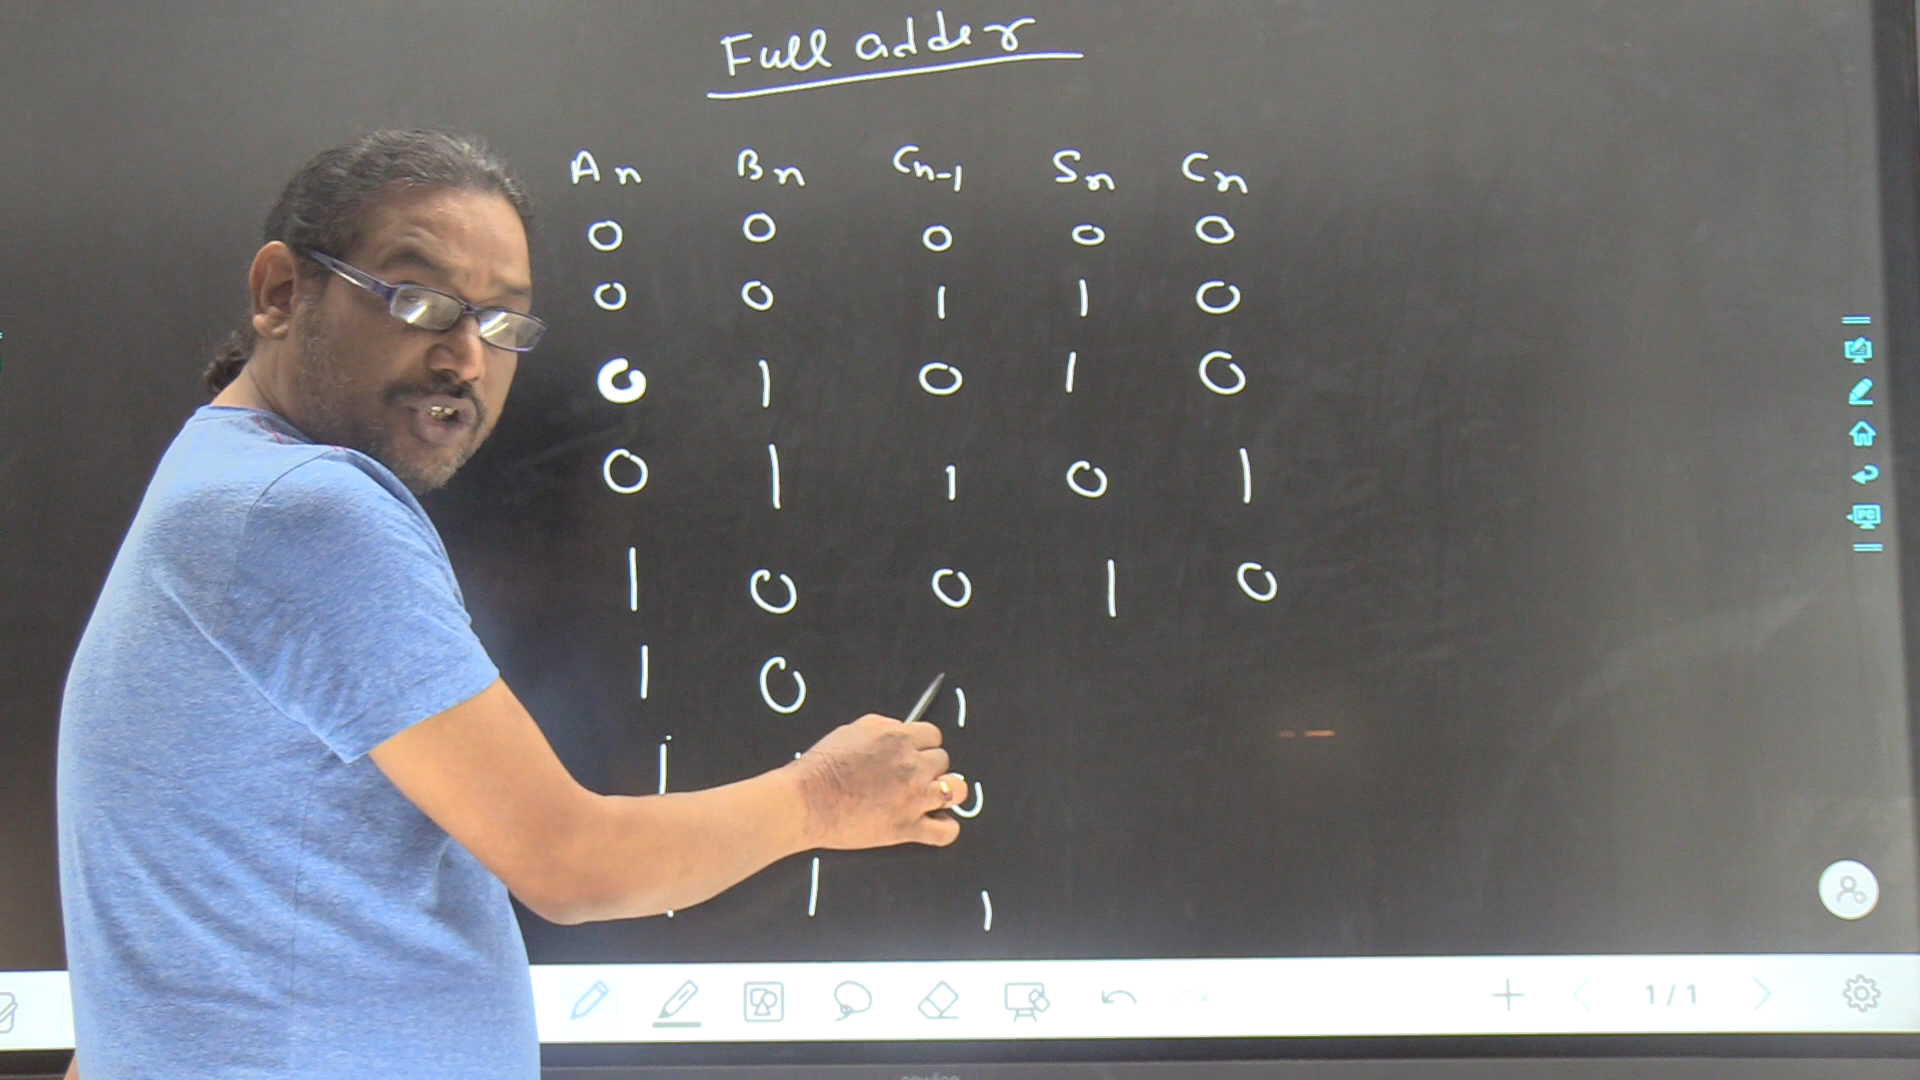 Full adder
An Bn Cn-1 Sn Cn
0 0 0 0 0
0 0 1 1 0
0 1 0 1 0
0 1 1 0 1
1 0 0 1 0
1 0 1
1 0
1 1
PC
1/1